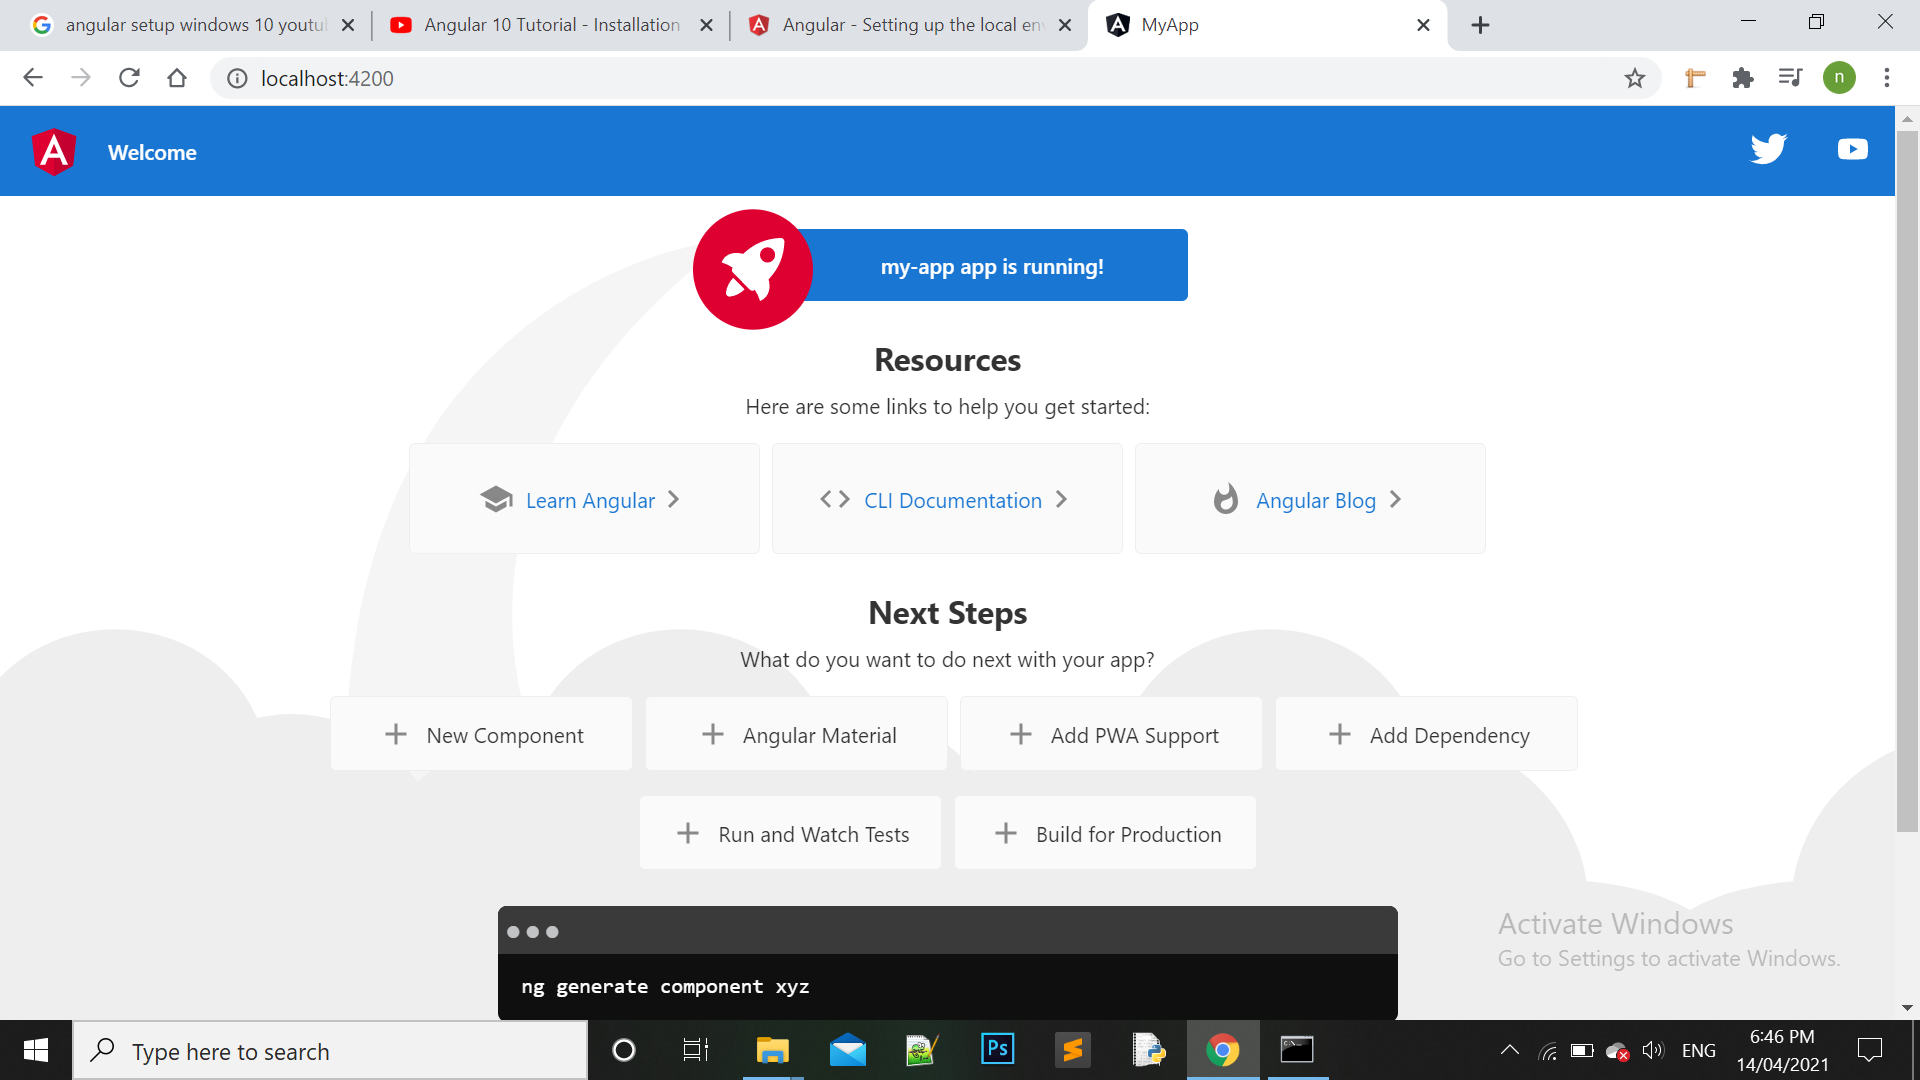 angular setup windows 10 youtu
Angular 10 Tutorial - Installation
Angular - Setting up the local en
MyApp
localhost:4200
n
Welcome
my-app app is running!
Resources
Here are some links to help you get started:
Learn Angular
CLI Documentation
Angular Blog
Next Steps
What do you want to do next with your app?
New Component
Angular Material
Add PWA Support
Add Dependency
Run and Watch Tests
Build for Production
ng generate component xyz
Activate Windows
Go to Settings to activate Windows.
Type here to search
Ps
ENG
6:46 PM
14/04/2021